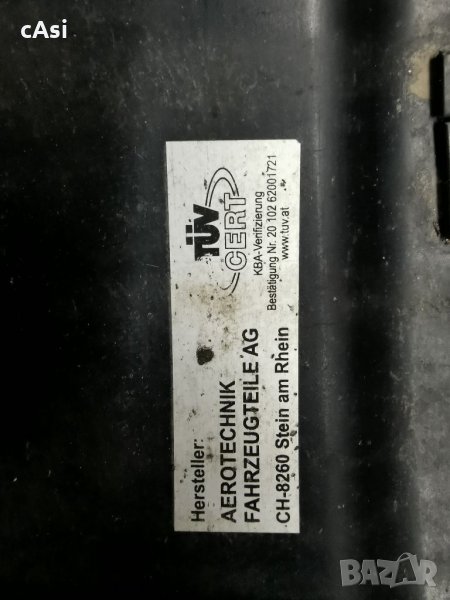 cAsi
TÜV
CERT
KBA-Verifizierung
Bestätigung Nr. 20 102 62001721
www.tuv.at
Hersteller:
AEROTECHNIK
FAHRZEUGTEILE AG
CH-8260 Stein am Rhein
BAZAR